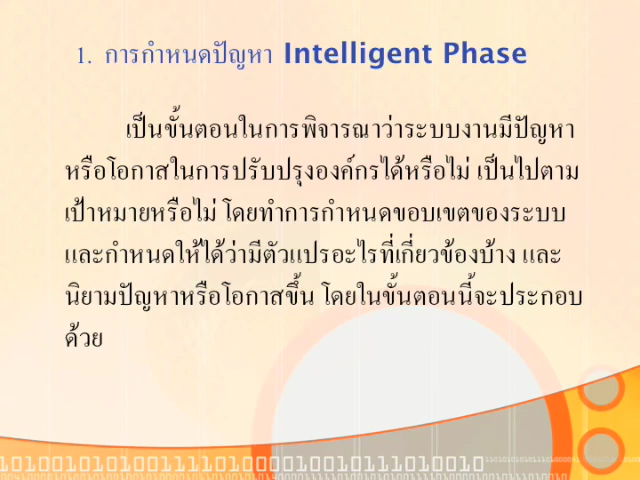 1. การกำหนดปัญหา Intelligent Phase
เป็นขั้นตอนในการพิจารณาว่าระบบงานมีปัญหา
หรือโอกาสในการปรับปรุงองค์กรได้หรือไม่ เป็นไปตาม
เป้าหมายหรือไม่ โดยทำการกำหนดขอบเขตของระบบ
และกำหนดให้ได้ว่ามีตัวแปรอะไรที่เกี่ยวข้องบ้าง และ
นิยามปัญหาหรือโอกาสขึ้น โดยในขั้นตอนนี้จะประกอบ
ด้วย
10100101010011110100001001011101001​0